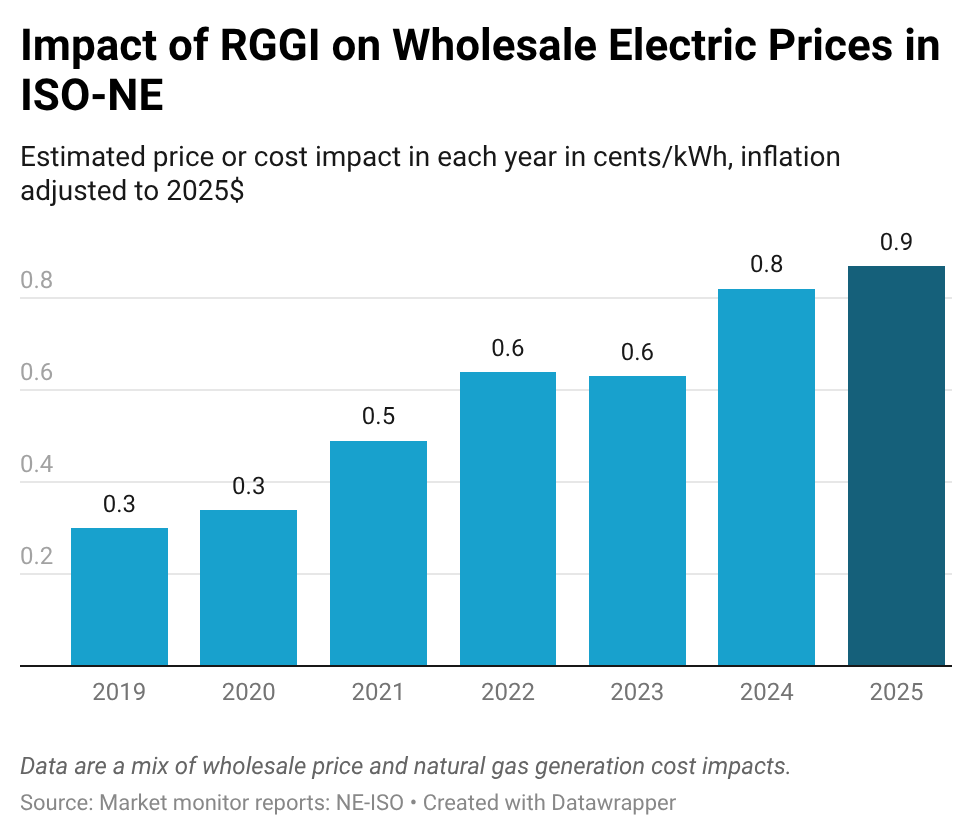 Impact of RGGI on Wholesale Electric Prices in
ISO-NE
Estimated price or cost impact in each year in cents/kWh, inflation
adjusted to 2025$
0.9
0.8
0.8
0.6
0.6
0.6
0.5
0.4
0.3
0.3
0.2
2019 2020 2021 2022 2023 2024 2025
Data are a mix of wholesale price and natural gas generation cost impacts.
Source: Market monitor reports: NE-ISO • Created with Datawrapper